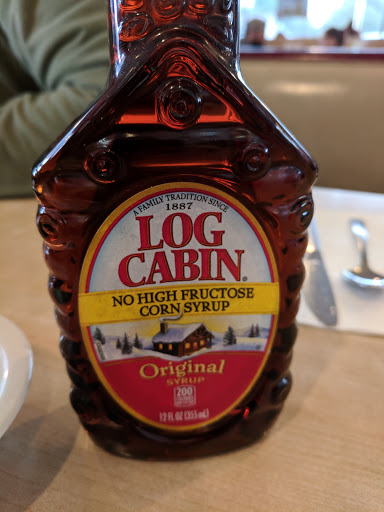 A FAMILY TRADITION SINCE
1887
LOG
CABIN®
NO HIGH FRUCTOSE
CORN SYRUP
Original
SYRUP
200
12 FL OZ (355 mL)